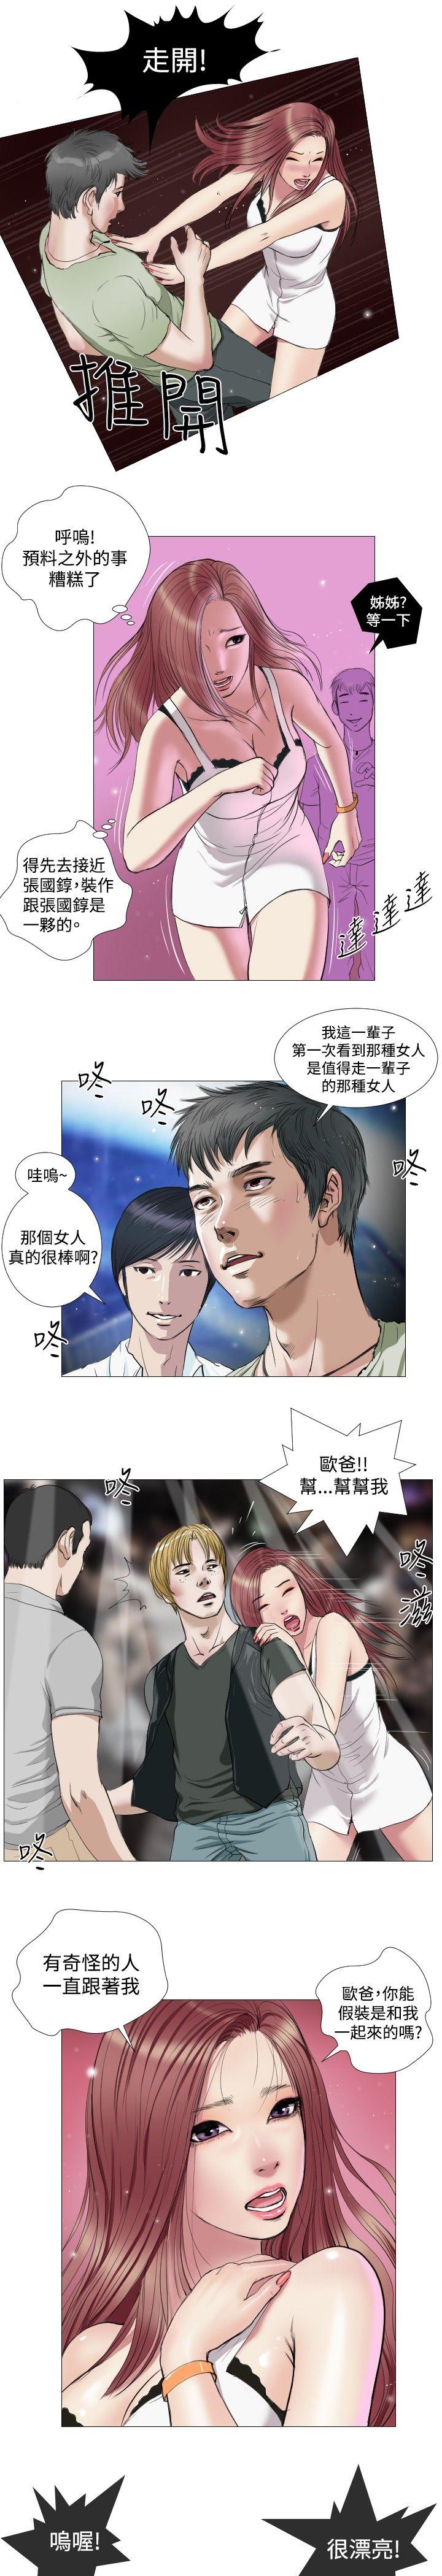 走開!
推開
呼嗚!
預料之外的事
糟糕了
姊姊?
等一下
得先去接近
張國錞,裝作
跟張國錞是
一夥的。
達達達
我這一輩子
第一次看到那種女人
是值得走一輩子
的那種女人
咚
咚
咚
哇嗚~
那個女人
真的很棒啊?
咚
歐爸!!
幫...幫幫我
咚
咚
滋
咚
有奇怪的人
一直跟著我
歐爸,你能
假裝是和我
一起來的嗎?
嗚喔!
很漂亮!